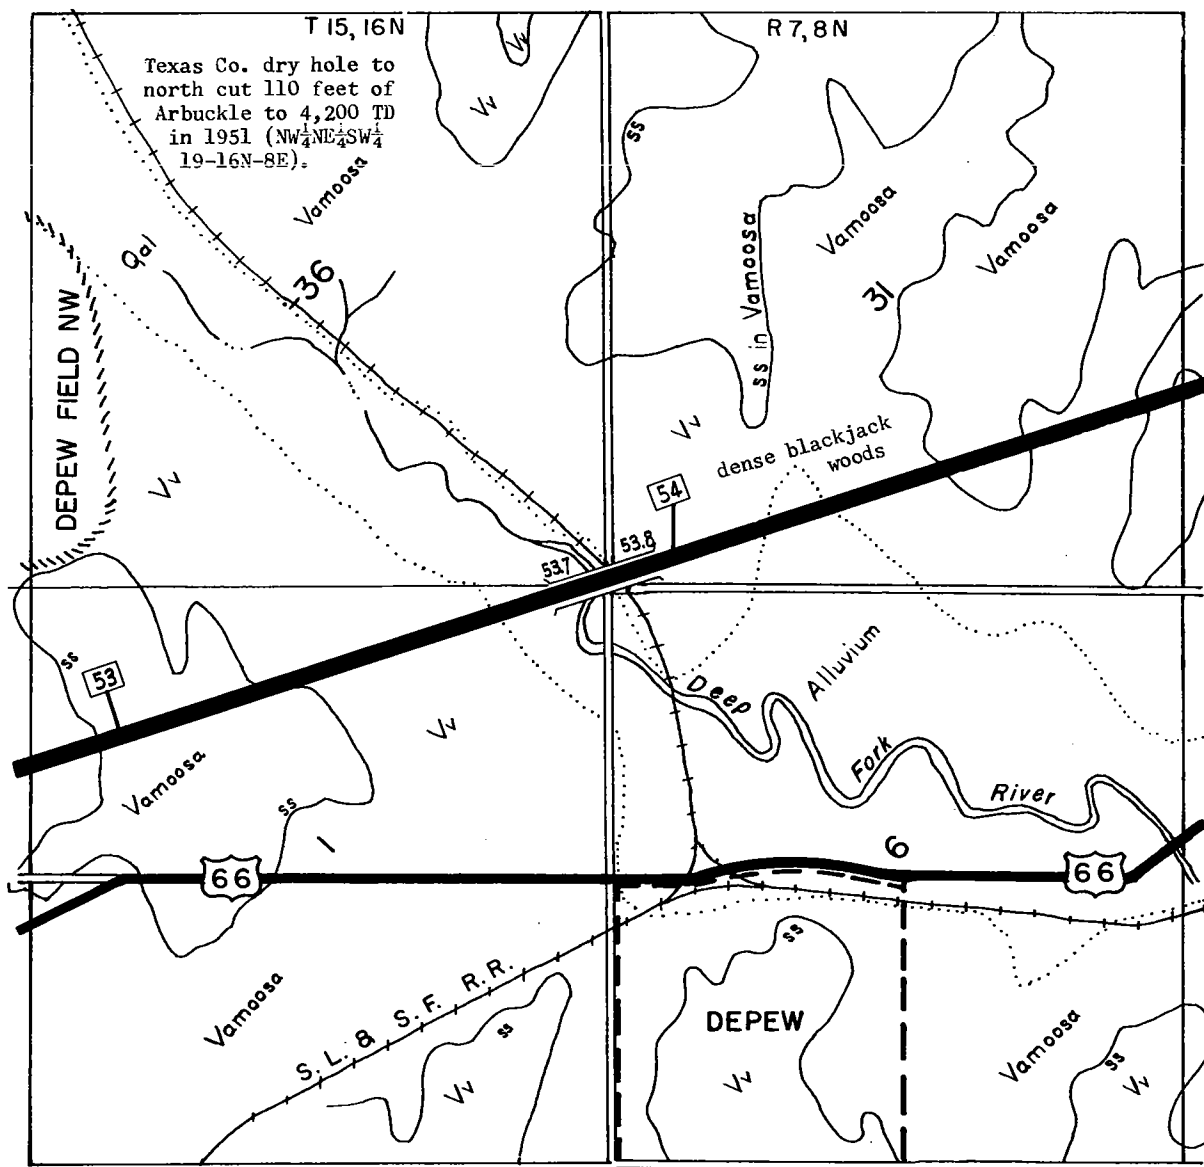 T 15, 16N
R 7, 8N
Texas Co. dry hole to
north cut 110 feet of
Arbuckle to 4,200 TD
in 1951 (NW¼NE¼SW¼
19-16N-8E).
Vv
Vv
ss
Vamoosa
Vamoosa
Vamoosa
Qal
36
31
ss in Vamoosa
DEPEW FIELD NW
Vv
Vv
dense blackjack
woods
54
53.8
53.7
ss
53
Alluvium
Deep
Fork
River
Vv
Vamoosa
ss
1
6
66
66
ss
Vamoosa
S. L. & S. F. R. R.
DEPEW
Vamoosa
ss
ss
Vv
Vv
Vv